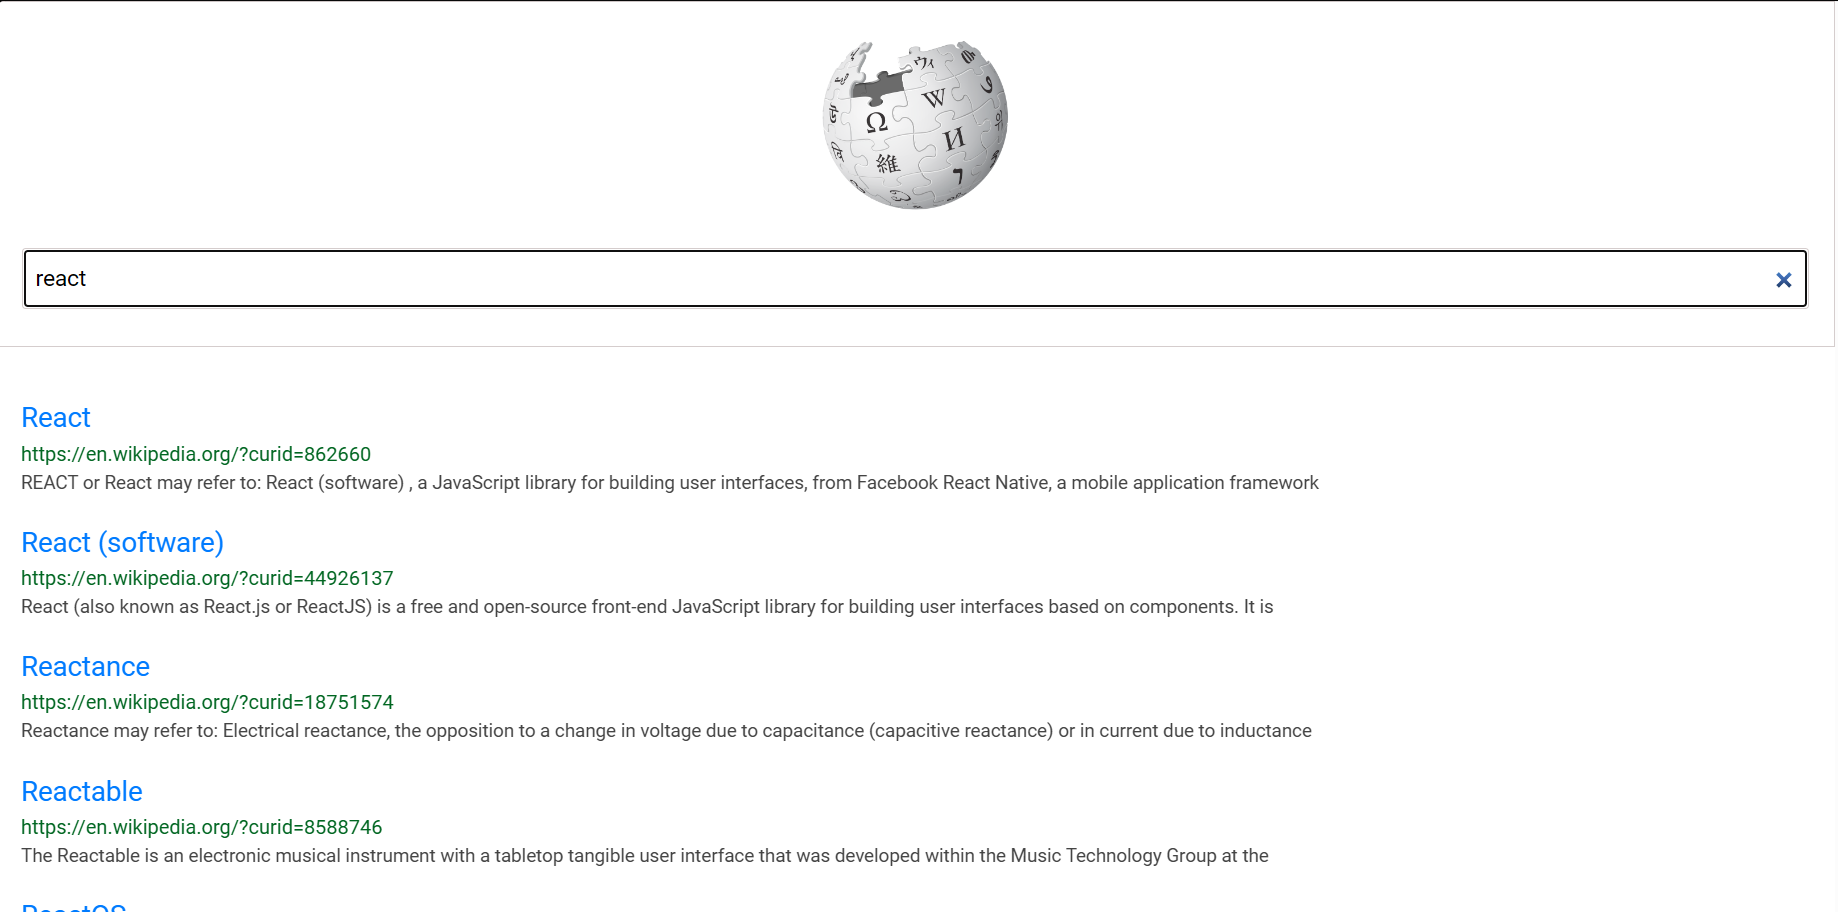 Ω W И 維 ウィ 위
react
React
https://en.wikipedia.org/?curid=862660
REACT or React may refer to: React (software) , a JavaScript library for building user interfaces, from Facebook React Native, a mobile application framework
React (software)
https://en.wikipedia.org/?curid=44926137
React (also known as React.js or ReactJS) is a free and open-source front-end JavaScript library for building user interfaces based on components. It is
Reactance
https://en.wikipedia.org/?curid=18751574
Reactance may refer to: Electrical reactance, the opposition to a change in voltage due to capacitance (capacitive reactance) or in current due to inductance
Reactable
https://en.wikipedia.org/?curid=8588746
The Reactable is an electronic musical instrument with a tabletop tangible user interface that was developed within the Music Technology Group at the